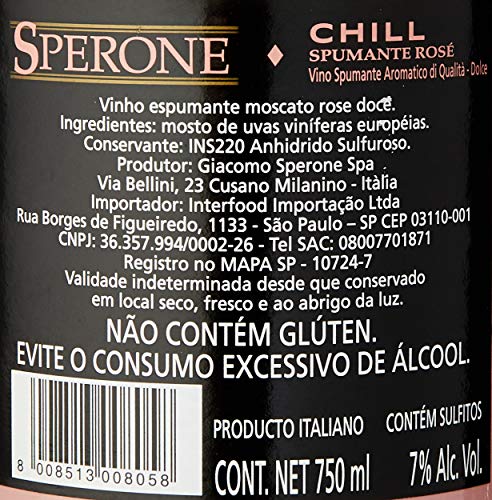 SPERONE ♦ CHILL
SPUMANTE ROSÉ
Vino Spumante Aromatico di Qualità - Dolce
Vinho espumante moscato rose doce.
Ingredientes: mosto de uvas viníferas européias.
Conservante: INS220 Anhidrido Sulfuroso.
Produtor: Giacomo Sperone Spa
Via Bellini, 23 Cusano Milanino - Itàlia
Importador: Interfood Importação Ltda
Rua Borges de Figueiredo, 1133 - São Paulo – SP CEP 03110-001
CNPJ: 36.357.994/0002-26 - Tel SAC: 08007701871
Registro no MAPA SP - 10724-7
Validade indeterminada desde que conservado
em local seco, fresco e ao abrigo da luz.
NÃO CONTÉM GLÚTEN.
EVITE O CONSUMO EXCESSIVO DE ÁLCOOL.
PRODUTO ITALIANO CONTÉM SULFITOS
CONT. NET 750 ml 7% Alc. Vol.
8 008513 008058